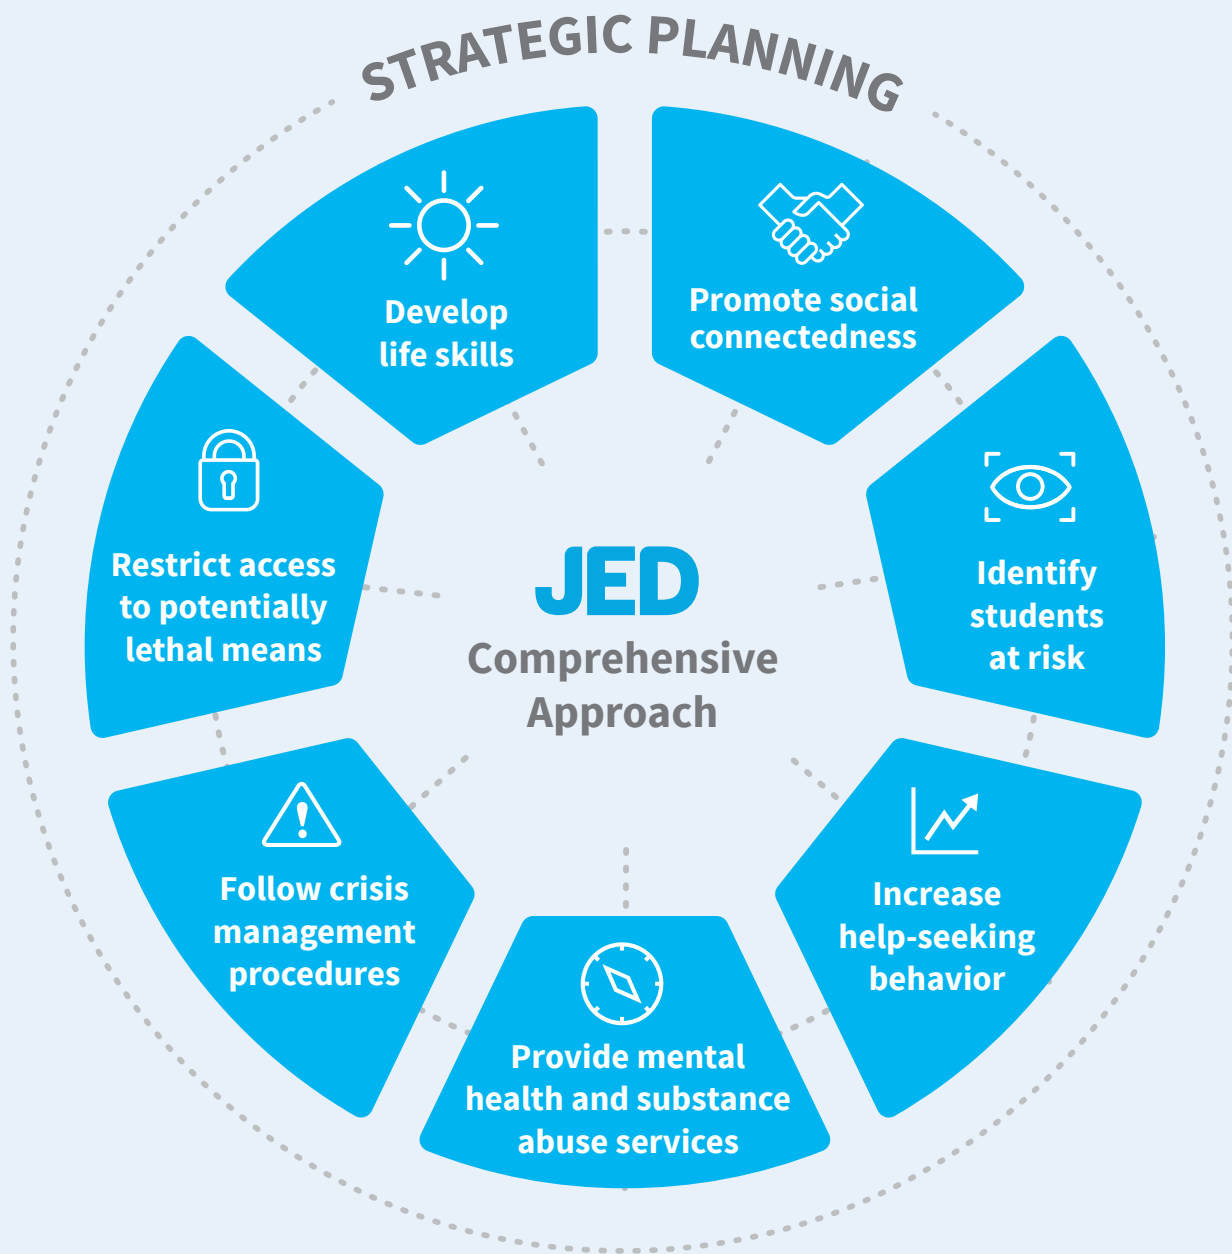 STRATEGIC PLANNING
Develop
life skills
Promote social
connectedness
Identify
students
at risk
Increase
help-seeking
behavior
Provide mental
health and substance
abuse services
Follow crisis
management
procedures
Restrict access
to potentially
lethal means
JED
Comprehensive
Approach